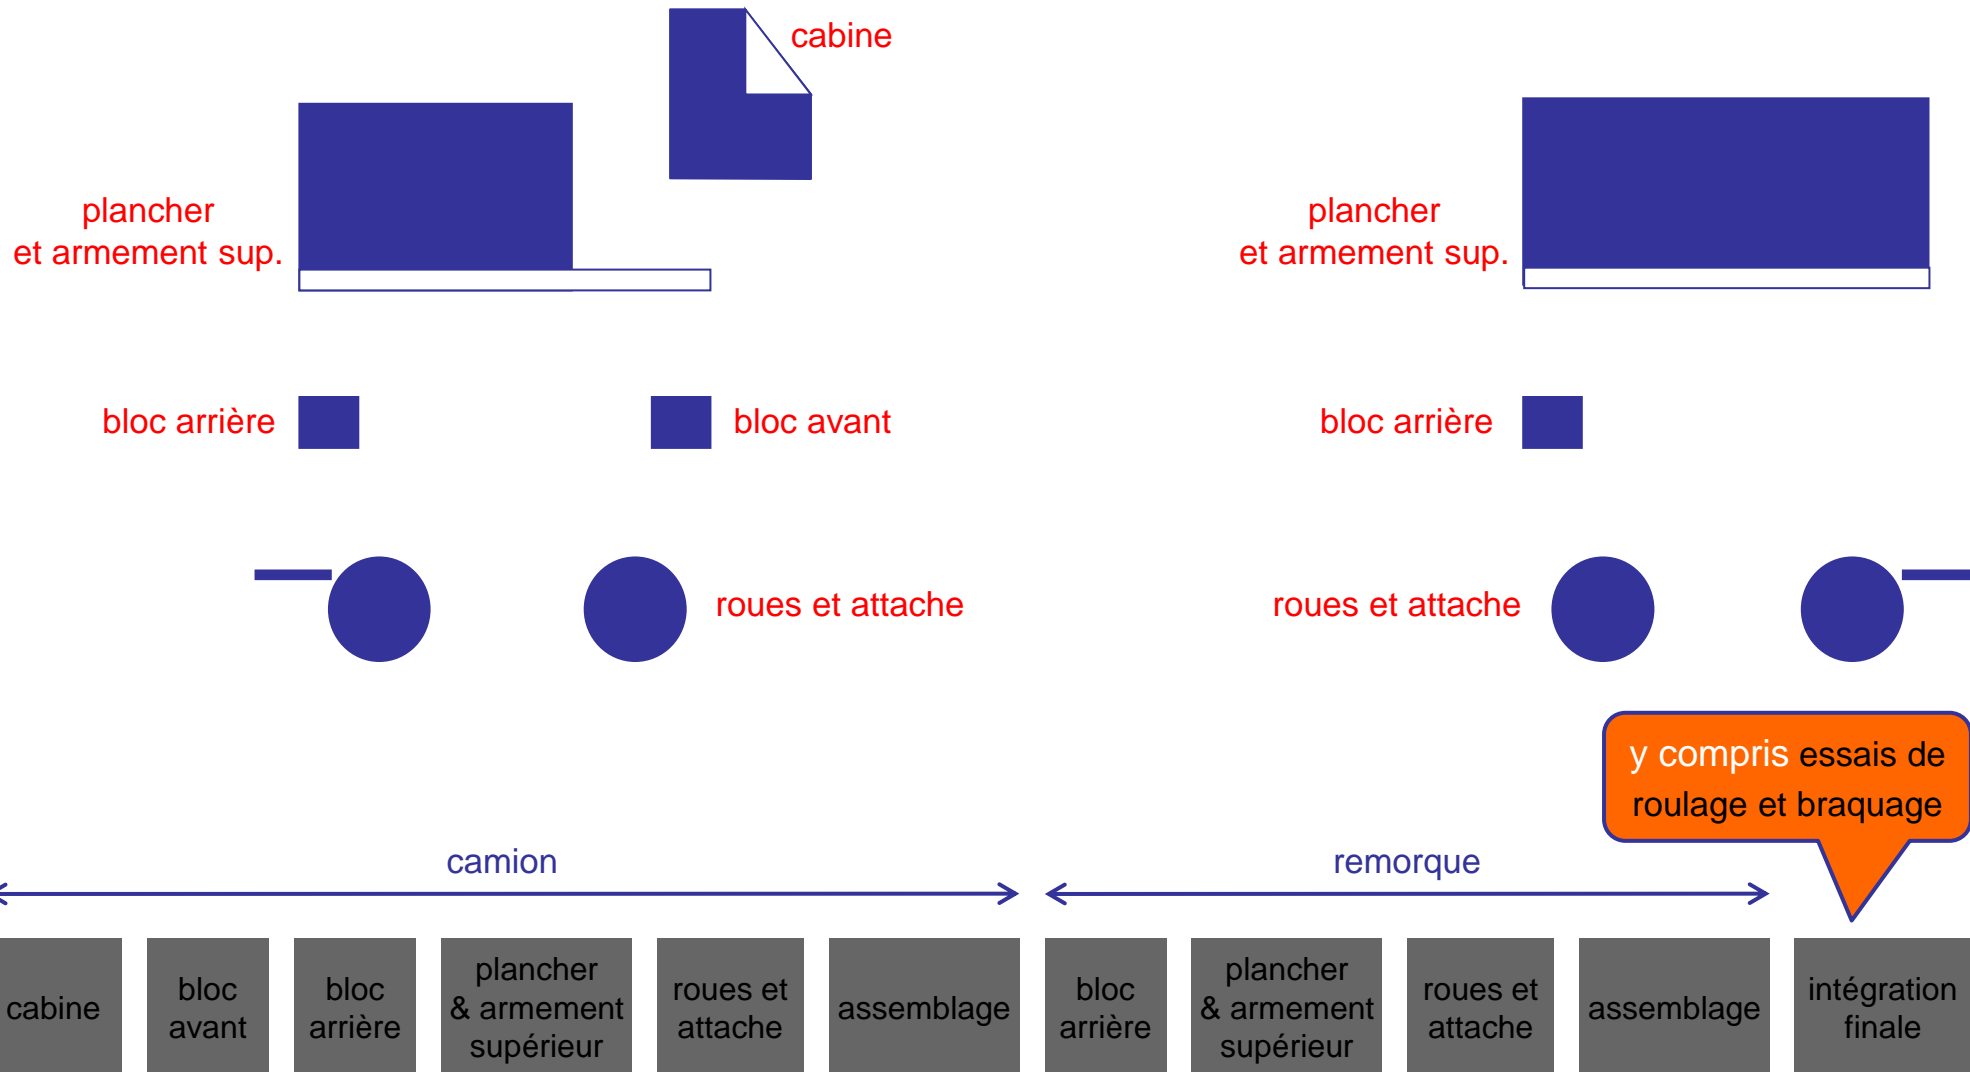 cabine
plancher
et armement sup.
plancher
et armement sup.
bloc arrière
bloc avant
bloc arrière
roues et attache
roues et attache
y compris essais de
roulage et braquage
camion
remorque
cabine
bloc
avant
bloc
arrière
plancher
& armement
supérieur
roues et
attache
assemblage
bloc
arrière
plancher
& armement
supérieur
roues et
attache
assemblage
intégration
finale